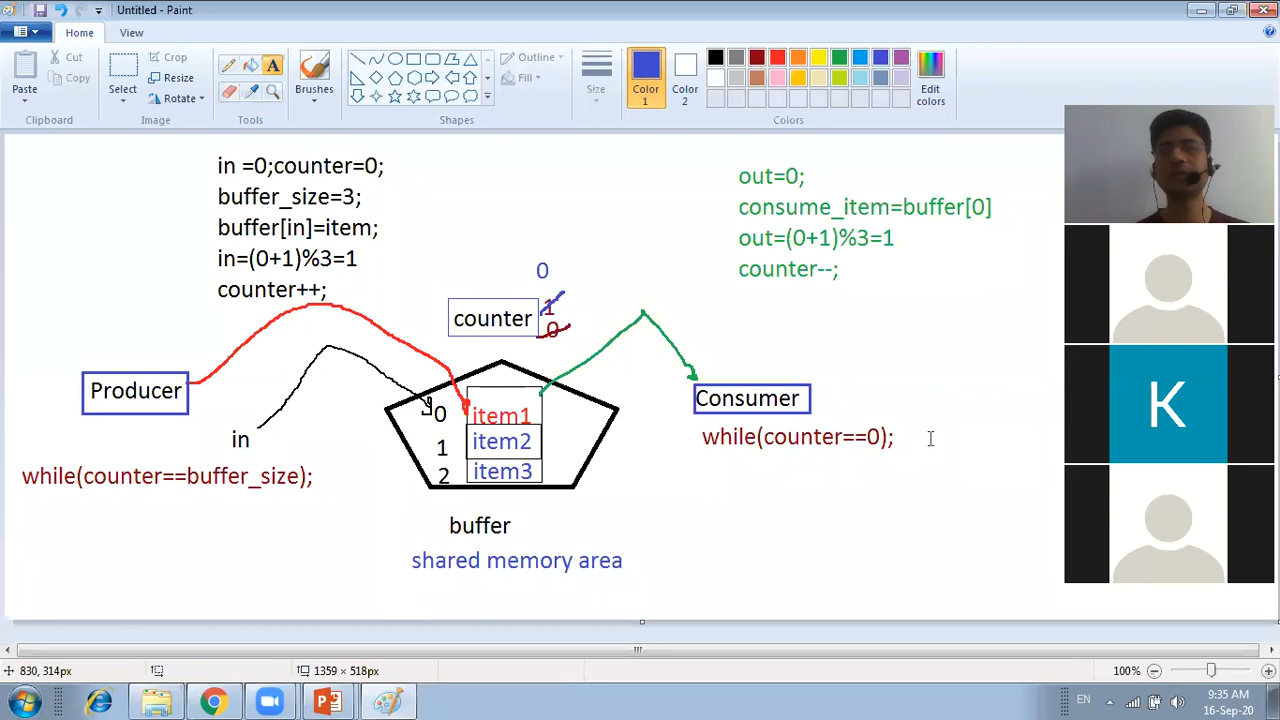 Untitled - Paint
Home
View
Paste
Cut
Copy
Clipboard
Select
Crop
Resize
Rotate
Image
A
Tools
Brushes
Shapes
Outline
Fill
Size
Color 1
Color 2
Edit colors
Colors
in =0;counter=0;
buffer_size=3;
buffer[in]=item;
in=(0+1)%3=1
counter++;
out=0;
consume_item=buffer[0]
out=(0+1)%3=1
counter--;
0
counter
1
0
Producer
Consumer
in
0
item1
1
item2
2
item3
while(counter==0);
while(counter==buffer_size);
buffer
shared memory area
K
830, 314px
1359 × 518px
100%
EN
9:35 AM
16-Sep-20